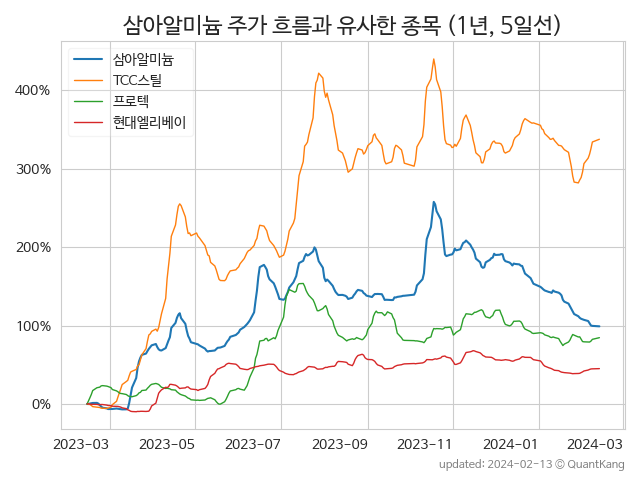 삼아알미늄 주가 흐름과 유사한 종목 (1년, 5일선)
삼아알미늄
TCC스틸
프로텍
현대엘리베이
400%
300%
200%
100%
0%
2023-03 2023-05 2023-07 2023-09 2023-11 2024-01 2024-03
updated: 2024-02-13 © QuantKang